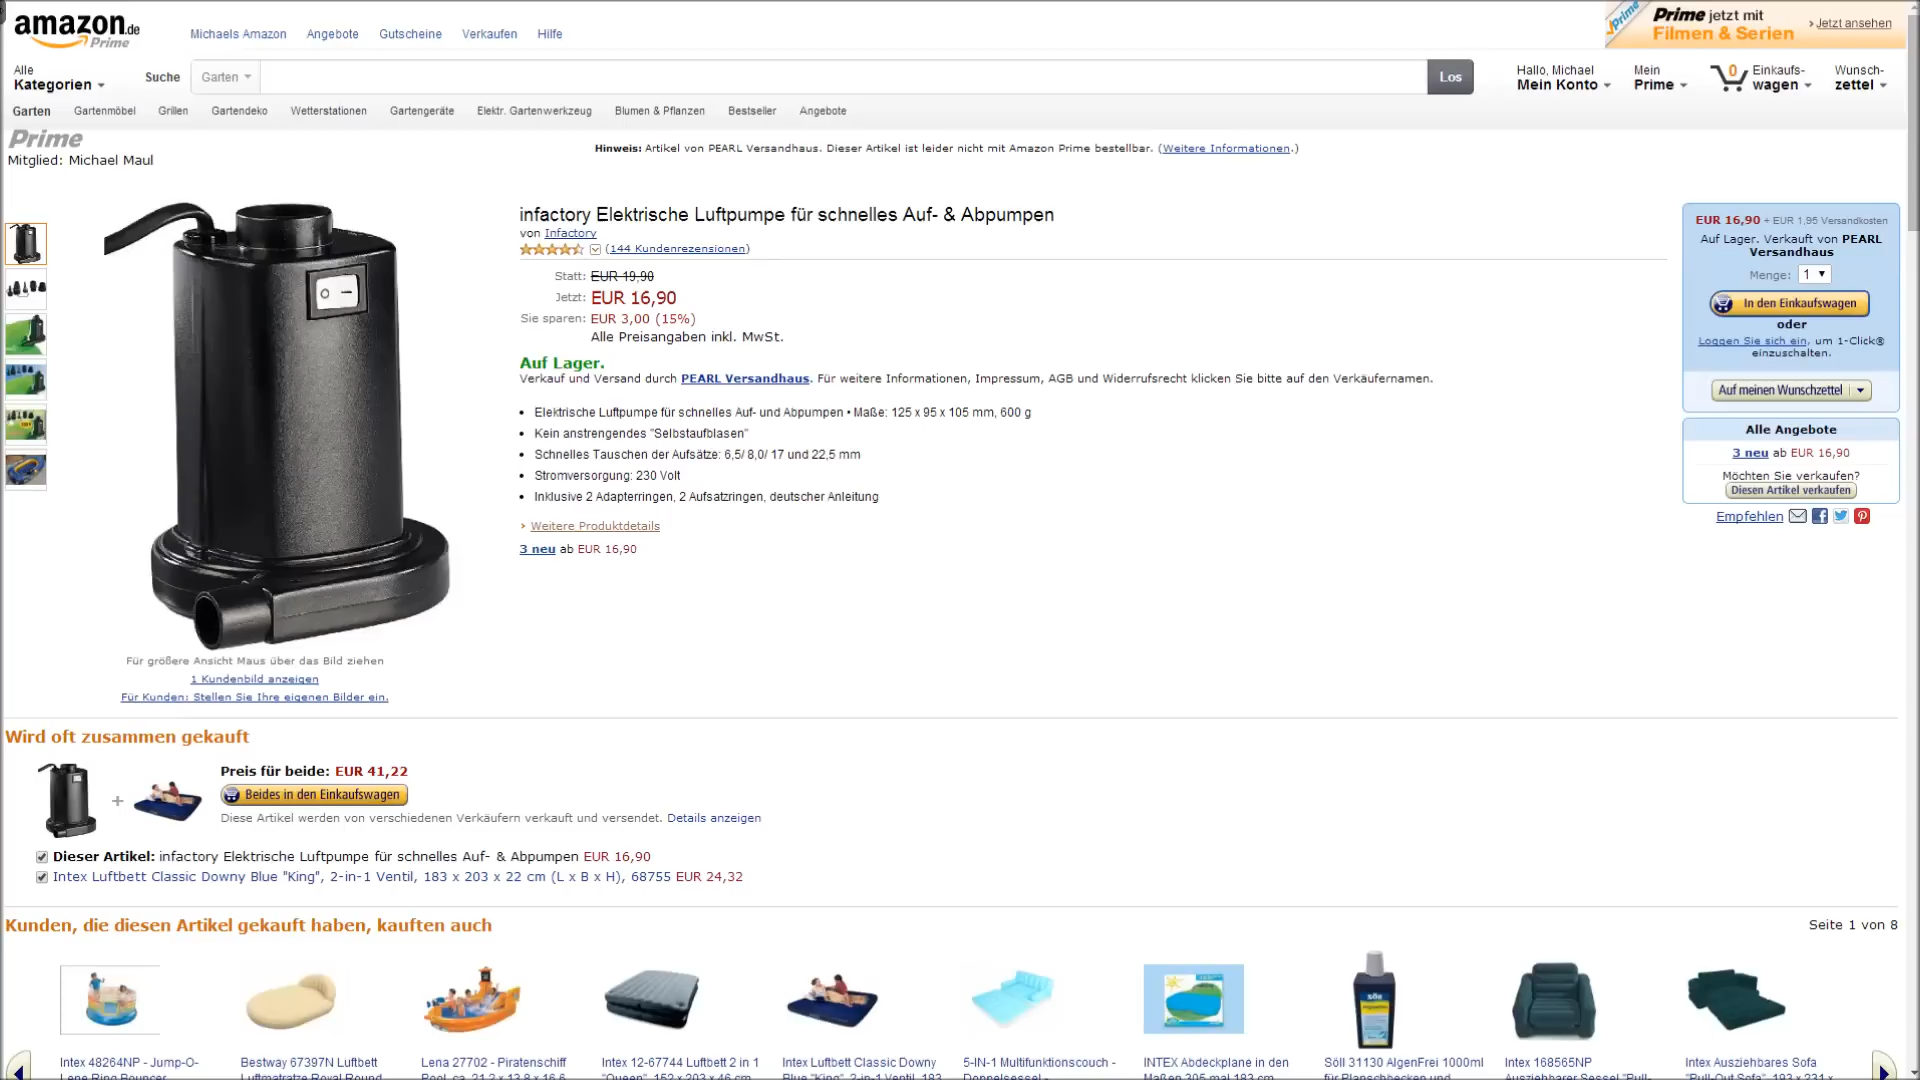 amazon.de
Prime
Michaels Amazon Angebote Gutscheine Verkaufen Hilfe
Prime
Prime jetzt mit
Filmen & Serien
› Jetzt ansehen
Alle
Kategorien
Suche
Garten
Los
Hallo, Michael
Mein Konto
Mein
Prime
0
Einkaufs-
wagen
Wunsch-
zettel
Garten Gartenmöbel Grillen Gartendeko Wetterstationen Gartengeräte Elektr. Gartenwerkzeug Blumen & Pflanzen Bestseller Angebote
Prime
Mitglied: Michael Maul
Hinweis: Artikel von PEARL Versandhaus. Dieser Artikel ist leider nicht mit Amazon Prime bestellbar. (Weitere Informationen.)
infactory Elektrische Luftpumpe für schnelles Auf- & Abpumpen
von Infactory
(144 Kundenrezensionen)
Statt: EUR 19,90
Jetzt: EUR 16,90
Sie sparen: EUR 3,00 (15%)
Alle Preisangaben inkl. MwSt.
Auf Lager.
Verkauf und Versand durch PEARL Versandhaus. Für weitere Informationen, Impressum, AGB und Widerrufsrecht klicken Sie bitte auf den Verkäufernamen.
• Elektrische Luftpumpe für schnelles Auf- und Abpumpen • Maße: 125 x 95 x 105 mm, 600 g
• Kein anstrengendes "Selbstaufblasen"
• Schnelles Tauschen der Aufsätze: 6,5/ 8,0/ 17 und 22,5 mm
• Stromversorgung: 230 Volt
• Inklusive 2 Adapterringen, 2 Aufsatzringen, deutscher Anleitung
› Weitere Produktdetails
3 neu ab EUR 16,90
EUR 16,90 + EUR 1,95 Versandkosten
Auf Lager. Verkauft von PEARL
Versandhaus
Menge: 1
In den Einkaufswagen
oder
Loggen Sie sich ein, um 1-Click®
einzuschalten.
Auf meinen Wunschzettel
Alle Angebote
3 neu ab EUR 16,90
Möchten Sie verkaufen?
Diesen Artikel verkaufen
Empfehlen
Für größere Ansicht Maus über das Bild ziehen
1 Kundenbild anzeigen
Für Kunden: Stellen Sie Ihre eigenen Bilder ein.
Wird oft zusammen gekauft
+
Preis für beide: EUR 41,22
Beides in den Einkaufswagen
Diese Artikel werden von verschiedenen Verkäufern verkauft und versendet. Details anzeigen
Dieser Artikel: infactory Elektrische Luftpumpe für schnelles Auf- & Abpumpen EUR 16,90
Intex Luftbett Classic Downy Blue "King", 2-in-1 Ventil, 183 x 203 x 22 cm (L x B x H), 68755 EUR 24,32
Kunden, die diesen Artikel gekauft haben, kauften auch
Seite 1 von 8
söll
Intex 48264NP - Jump-O- Bestway 67397N Luftbett Lena 27702 - Piratenschiff Intex 12-67744 Luftbett 2 in 1 Intex Luftbett Classic Downy 5-IN-1 Multifunktionscouch - INTEX Abdeckplane in den Söll 31130 AlgenFrei 1000ml Intex 168565NP Intex Ausziehbares Sofa
Lene Ring Bouncer Luftmatratze Royal Round Pool, ca. 21,2 x 13,8 x 16,6 "Queen", 152 x 203 x 46 cm, Blue "King", 2-in-1 Ventil, 183 Doppelsessel - Maßen 305 mal 183 cm für Planschbecken und Ausziehbarer Sessel "Pull- "Pull-Out Sofa", 193 x 231 x